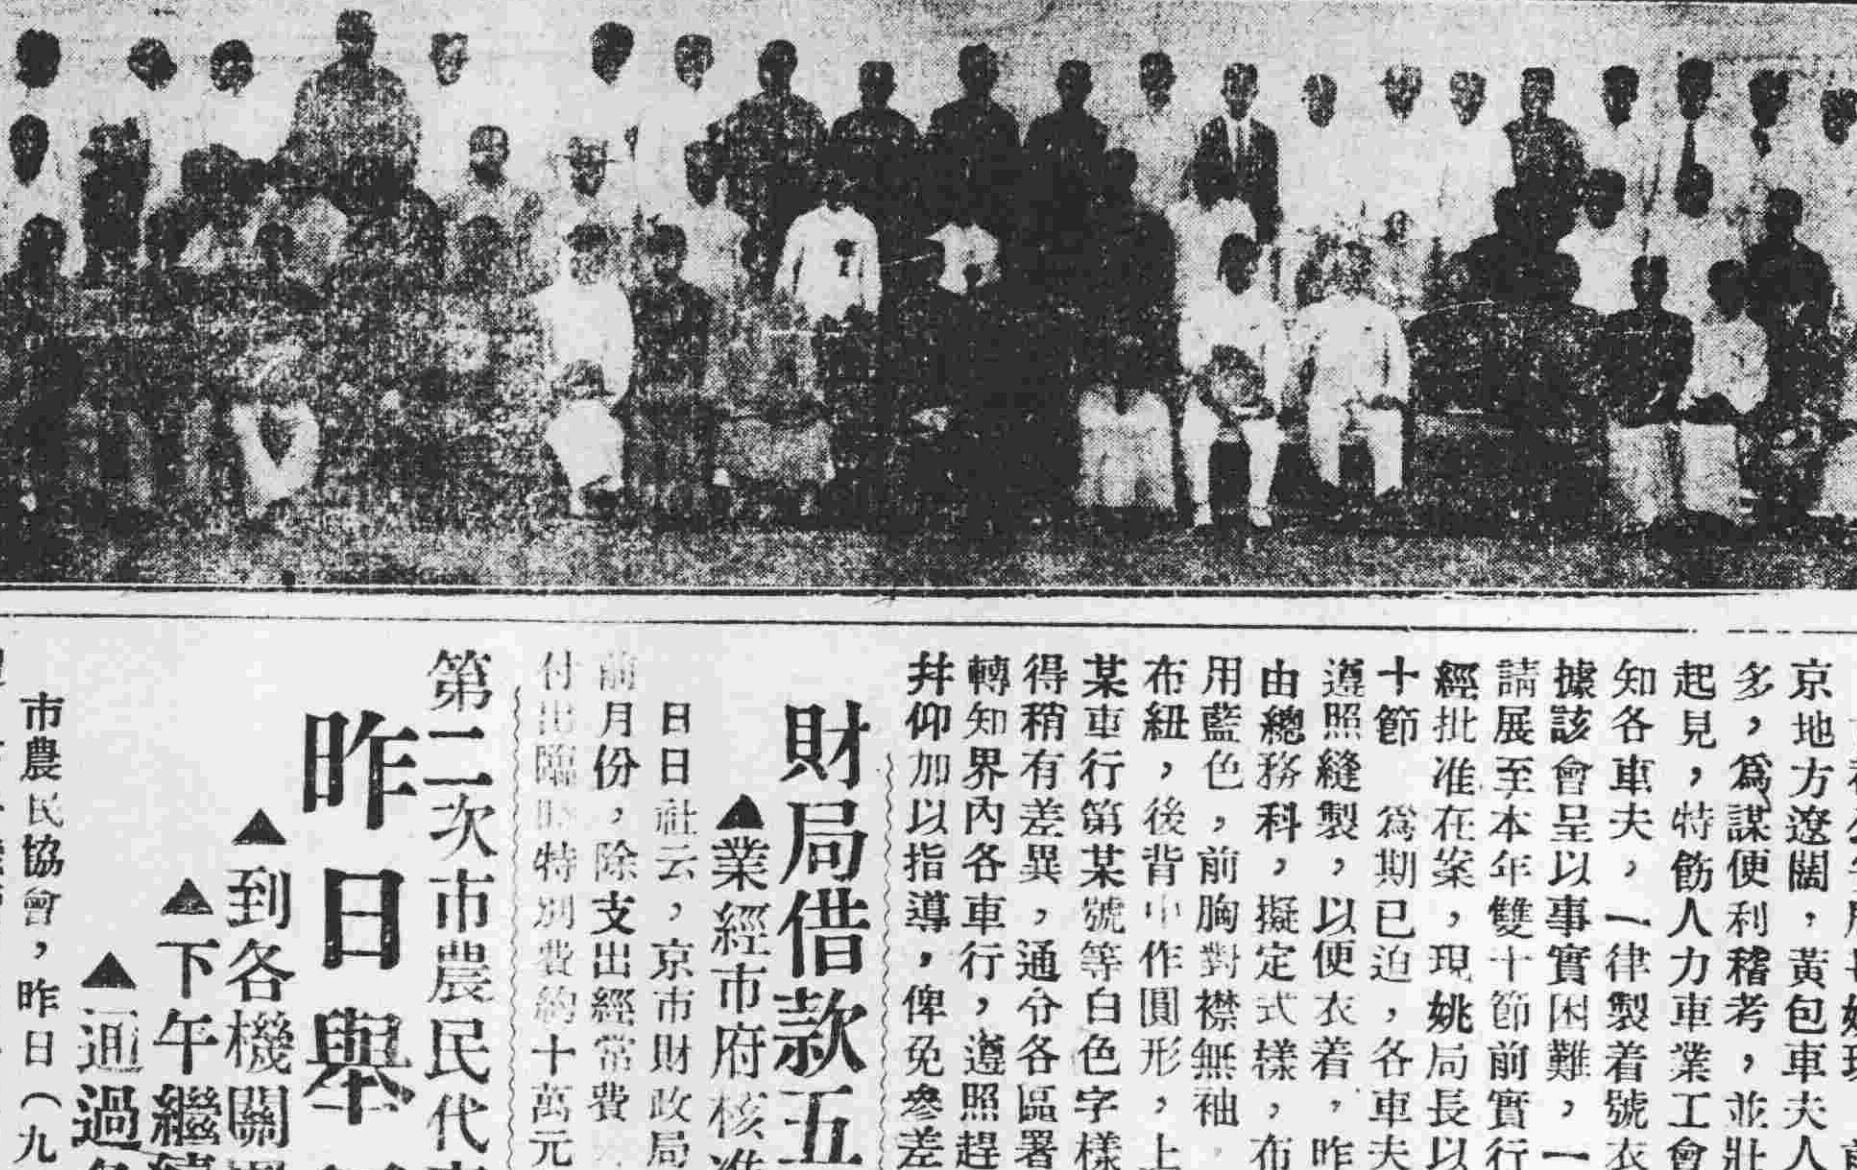 京地方遼闊，黃包車夫人
多，爲謀便利稽考，並壯
起見，特飭人力車業工會
知各車夫，一律製着號衣
據該會呈以事實困難，一
請展至本年雙十節前實行
經批准在案，現姚局長以
十節　爲期已迫，各車夫
遵照縫製，以便衣着，昨
由總務科，擬定式樣，布
用藍色，前胸對襟無袖
布紐，後背中作圓形，上
某車行第某號等白色字樣
得稍有差異，通分各區署
轉知界內各車行，遵照趕
幷仰加以指導，俾免參差
財局借款五
▲業經市府核准
日日社云，京市財政局
前月份，除支出經常費
付出臨時特別費約十萬元
第二次市農民代
昨日舉
▲到各機關
▲下午繼續
▲通過
市農民協會，昨日（九